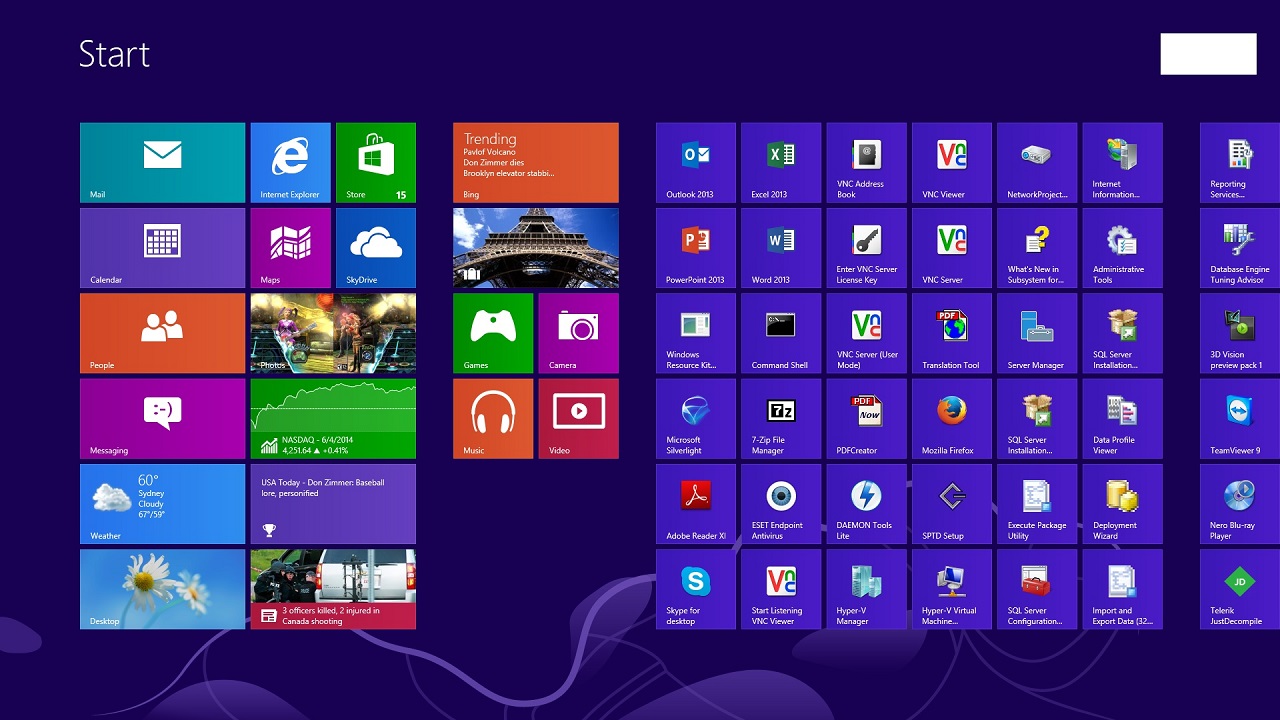 Start
Mail
Internet Explorer
Store
15
Calendar
Maps
SkyDrive
People
Photos
Messaging
NASDAQ - 6/4/2014
4,251.64 ▲ +0.41%
60°
Sydney
Cloudy
67°/59°
Weather
USA Today - Don Zimmer: Baseball
lore, personified
Desktop
3 officers killed, 2 injured in
Canada shooting
Trending
Pavlof Volcano
Don Zimmer dies
Brooklyn elevator stabbi...
Bing
Games
Camera
Music
Video
Outlook 2013
Excel 2013
VNC Address
Book
VNC Viewer
NetworkProject...
Internet
Information...
PowerPoint 2013
Word 2013
Enter VNC Server
License Key
VNC Server
What's New in
Subsystem for...
Administrative
Tools
Windows
Resource Kit...
Command Shell
VNC Server (User
Mode)
PDF
Translation Tool
Server Manager
SQL Server
Installation...
Microsoft
Silverlight
7z
7-Zip File
Manager
PDF
Now
PDFCreator
Mozilla Firefox
SQL Server
Installation...
Data Profile
Viewer
Adobe Reader XI
ESET Endpoint
Antivirus
DAEMON Tools
Lite
SPTD Setup
Execute Package
Utility
Deployment
Wizard
Skype for
desktop
Start Listening
VNC Viewer
Hyper-V
Manager
Hyper-V Virtual
Machine...
SQL Server
Configuration...
Import and
Export Data (32...
Reporting
Services...
Database Engine
Tuning Advisor
3D Vision
preview pack 1
TeamViewer 9
Nero Blu-ray
Player
JD
Telerik
JustDecompile